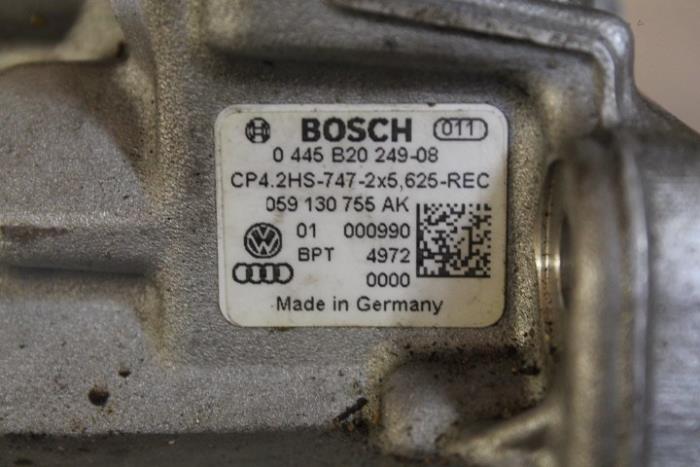 BOSCH 011
0 445 B20 249-08
CP4.2HS-747-2x5,625-REC
059 130 755 AK
01 000990
BPT 4972
0000
Made in Germany